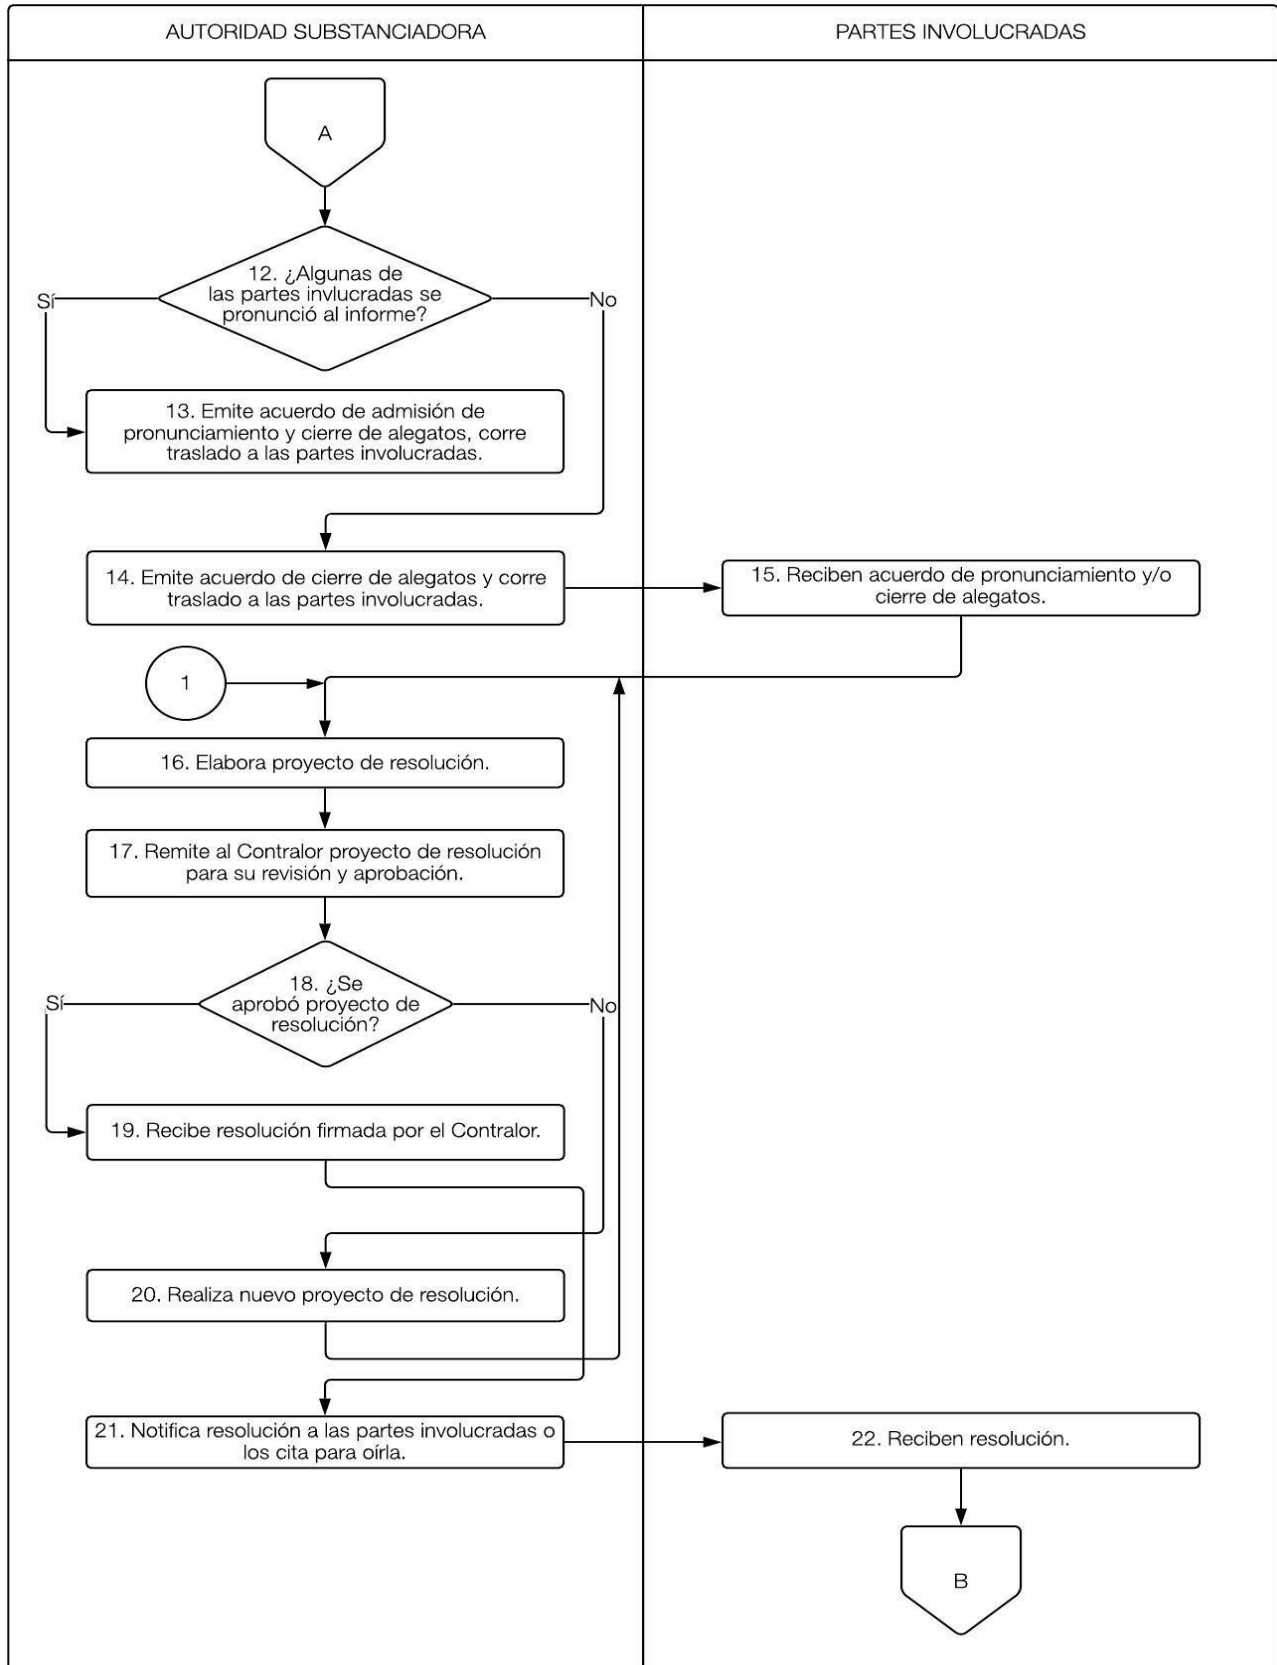 AUTORIDAD SUBSTANCIADORA
PARTES INVOLUCRADAS
A
12. ¿Algunas de
las partes invlucradas se
pronunció al informe?
Sí
No
13. Emite acuerdo de admisión de
pronunciamiento y cierre de alegatos, corre
traslado a las partes involucradas.
14. Emite acuerdo de cierre de alegatos y corre
traslado a las partes involucradas.
15. Reciben acuerdo de pronunciamiento y/o
cierre de alegatos.
1
16. Elabora proyecto de resolución.
17. Remite al Contralor proyecto de resolución
para su revisión y aprobación.
18. ¿Se
aprobó proyecto de
resolución?
Sí
No
19. Recibe resolución firmada por el Contralor.
20. Realiza nuevo proyecto de resolución.
21. Notifica resolución a las partes involucradas o
los cita para oírla.
22. Reciben resolución.
B